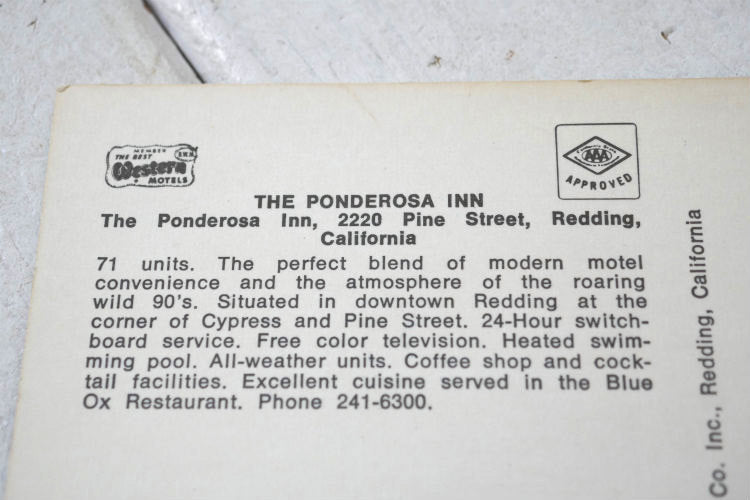 MEMBER
THE BEST B.W.M.
Western
MOTELS
AAA
APPROVED
THE PONDEROSA INN
The Ponderosa Inn, 2220 Pine Street, Redding,
California
71 units. The perfect blend of modern motel
convenience and the atmosphere of the roaring
wild 90's. Situated in downtown Redding at the
corner of Cypress and Pine Street. 24-Hour switch-
board service. Free color television. Heated swim-
ming pool. All-weather units. Coffee shop and cock-
tail facilities. Excellent cuisine served in the Blue
Ox Restaurant. Phone 241-6300.
Co. Inc., Redding, California